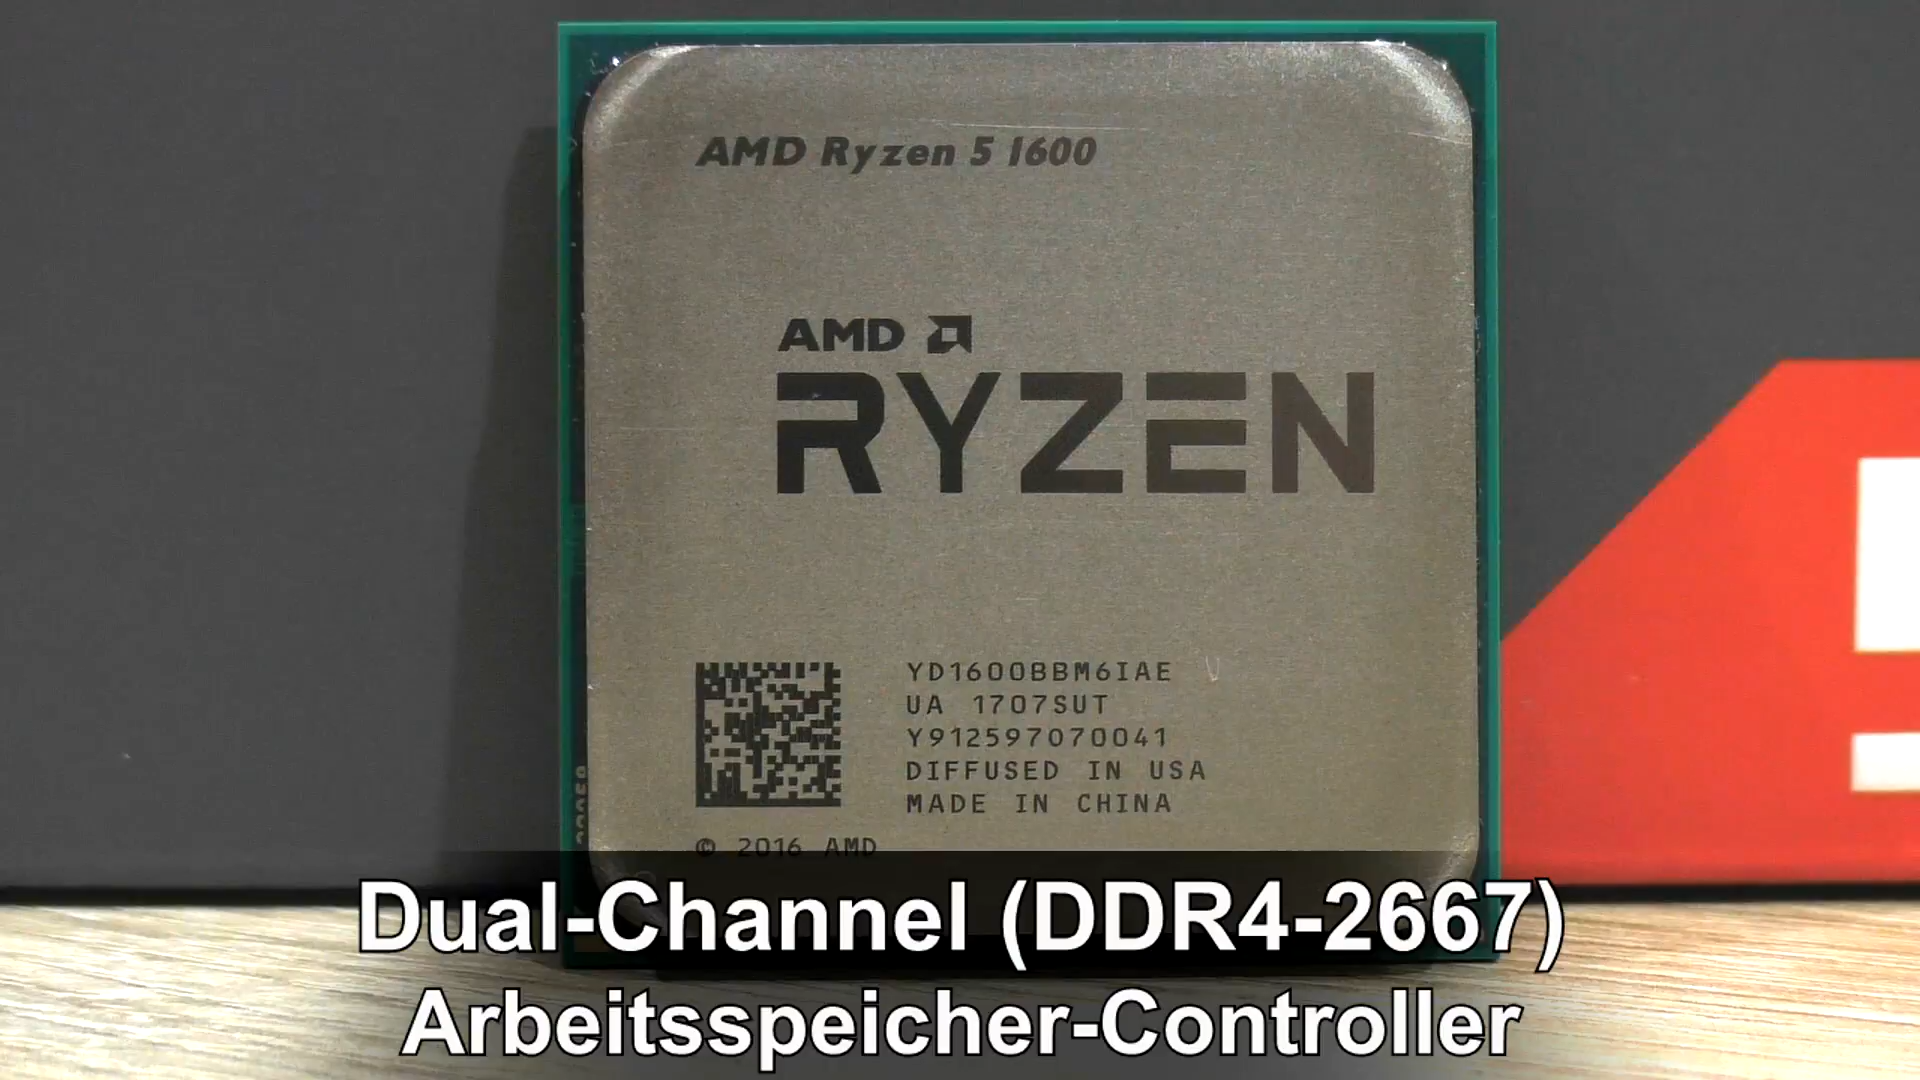 AMD Ryzen 5 1600
AMD
RYZEN
YD1600BBM6IAE
UA 1707SUT
Y912597070041
DIFFUSED IN USA
MADE IN CHINA
© 2016 AMD
Dual-Channel (DDR4-2667)
Arbeitsspeicher-Controller